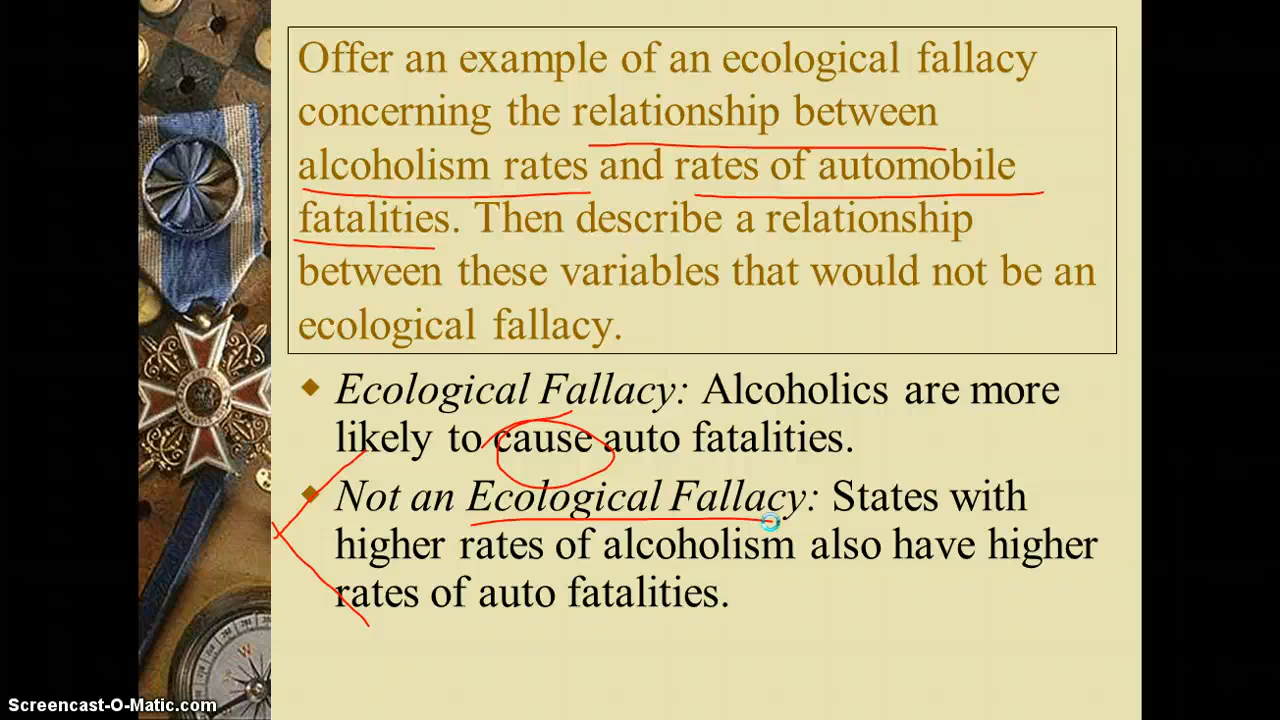 Offer an example of an ecological fallacy
concerning the relationship between
alcoholism rates and rates of automobile
fatalities. Then describe a relationship
between these variables that would not be an
ecological fallacy.
Ecological Fallacy: Alcoholics are more
likely to cause auto fatalities.
Not an Ecological Fallacy: States with
higher rates of alcoholism also have higher
rates of auto fatalities.
W
Screencast-O-Matic.com